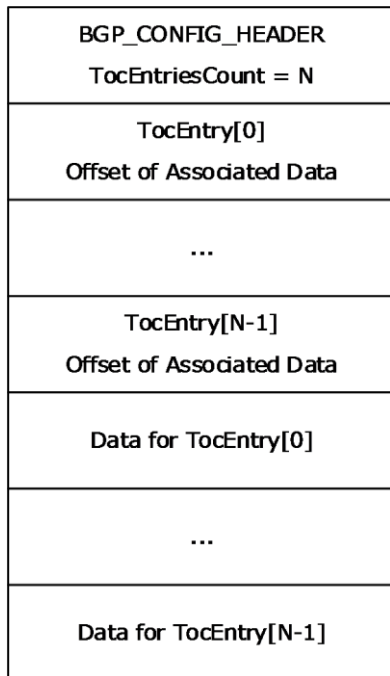 BGP_CONFIG_HEADER
TocEntriesCount = N
TocEntry[0]
Offset of Associated Data
...
TocEntry[N-1]
Offset of Associated Data
Data for TocEntry[0]
...
Data for TocEntry[N-1]